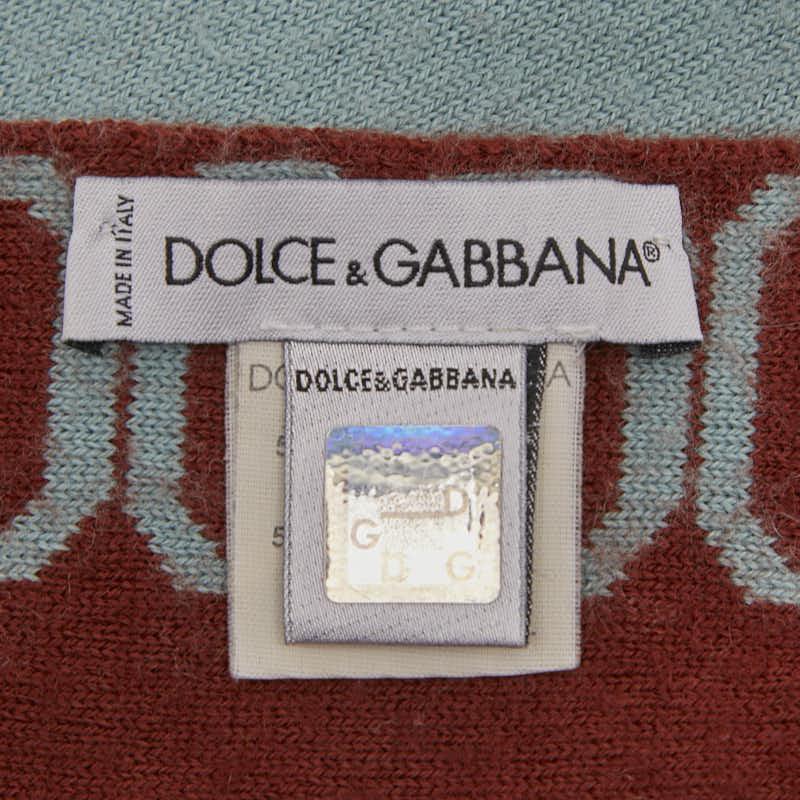 MADE IN ITALY
DOLCE & GABBANA®
DOLCE&GABBANA
D
G
D G